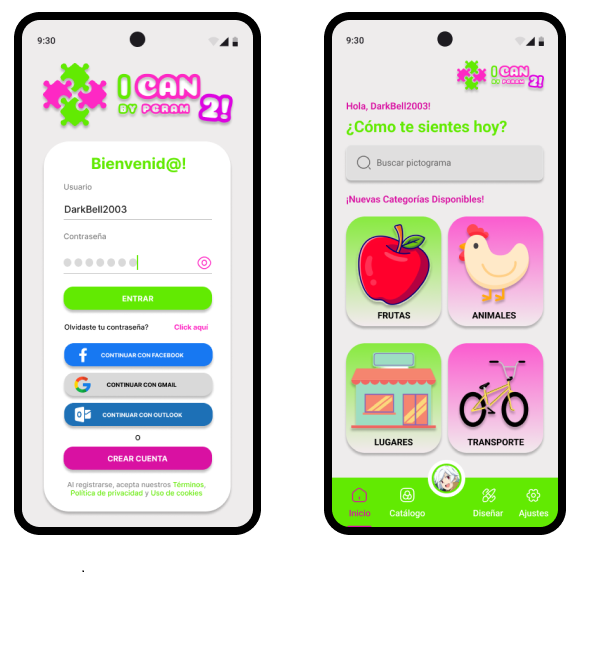 9:30
I CAN
BY PCRAM
2!
Bienvenid@!
Usuario
DarkBell2003
Contraseña
ENTRAR
Olvidaste tu contraseña? Click aquí
CONTINUAR CON FACEBOOK
CONTINUAR CON GMAIL
CONTINUAR CON OUTLOOK
O
CREAR CUENTA
Al registrarse, acepta nuestros Términos,
Política de privacidad y Uso de cookies
.
9:30
I CAN
BY PCRAM
2!
Hola, DarkBell2003!
¿Cómo te sientes hoy?
Buscar pictograma
¡Nuevas Categorías Disponibles!
FRUTAS
ANIMALES
LUGARES
TRANSPORTE
Inicio Catálogo Diseñar Ajustes